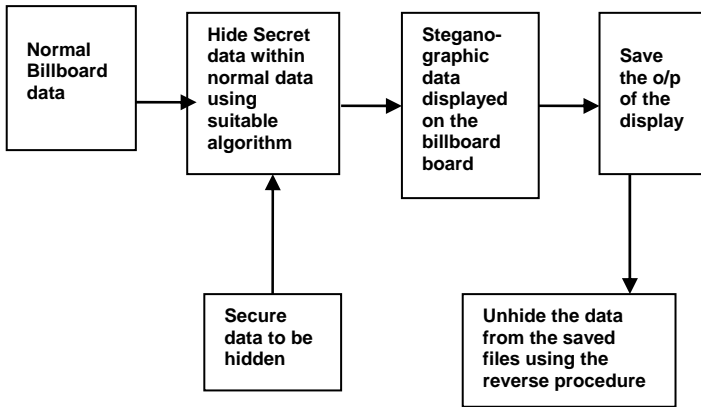 Normal
Billboard
data
Hide Secret
data within
normal data
using
suitable
algorithm
Stegano-
graphic
data
displayed
on the
billboard
board
Save
the o/p
of the
display
Secure
data to be
hidden
Unhide the data
from the saved
files using the
reverse procedure